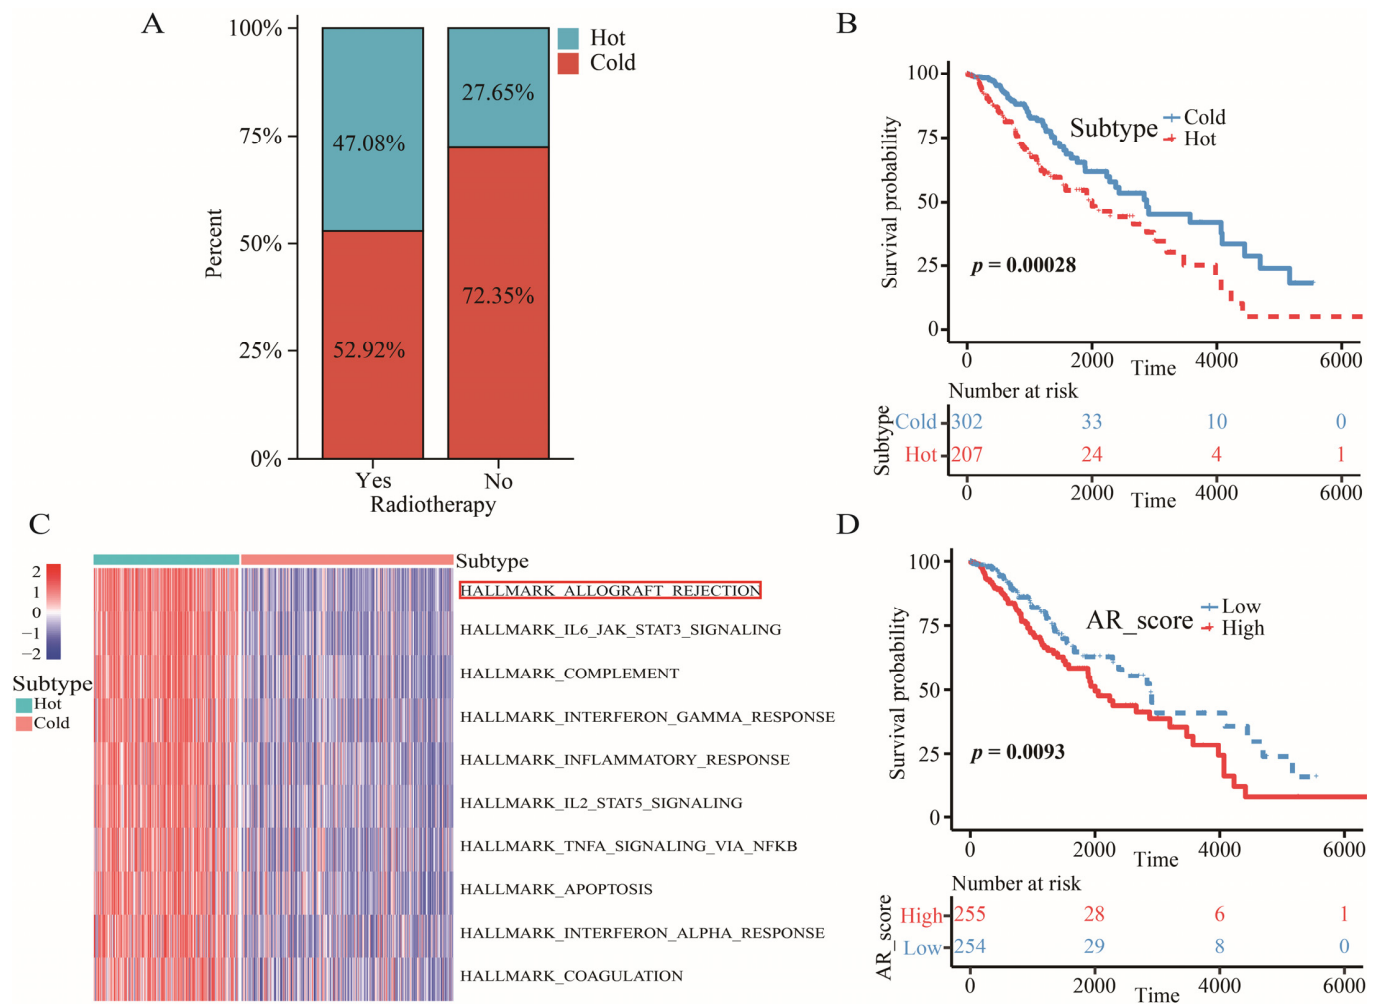 A
100%
75%
50%
25%
0%
Percent
47.08%
52.92%
27.65%
72.35%
Yes
No
Radiotherapy
Hot
Cold
B
100
75
50
25
0
Survival probability
Subtype
Cold
Hot
p = 0.00028
0 2000 4000 6000
Time
Number at risk
Subtype
Cold 302 33 10 0
Hot 207 24 4 1
0 2000 4000 6000
Time
C
2
1
0
−1
−2
Subtype
Hot
Cold
Subtype
HALLMARK_ALLOGRAFT_REJECTION
HALLMARK_IL6_JAK_STAT3_SIGNALING
HALLMARK_COMPLEMENT
HALLMARK_INTERFERON_GAMMA_RESPONSE
HALLMARK_INFLAMMATORY_RESPONSE
HALLMARK_IL2_STAT5_SIGNALING
HALLMARK_TNFA_SIGNALING_VIA_NFKB
HALLMARK_APOPTOSIS
HALLMARK_INTERFERON_ALPHA_RESPONSE
HALLMARK_COAGULATION
D
100
75
50
25
0
Survival probability
AR_score
Low
High
p = 0.0093
0 2000 4000 6000
Time
Number at risk
AR_score
High 255 28 6 1
Low 254 29 8 0
0 2000 4000 6000
Time